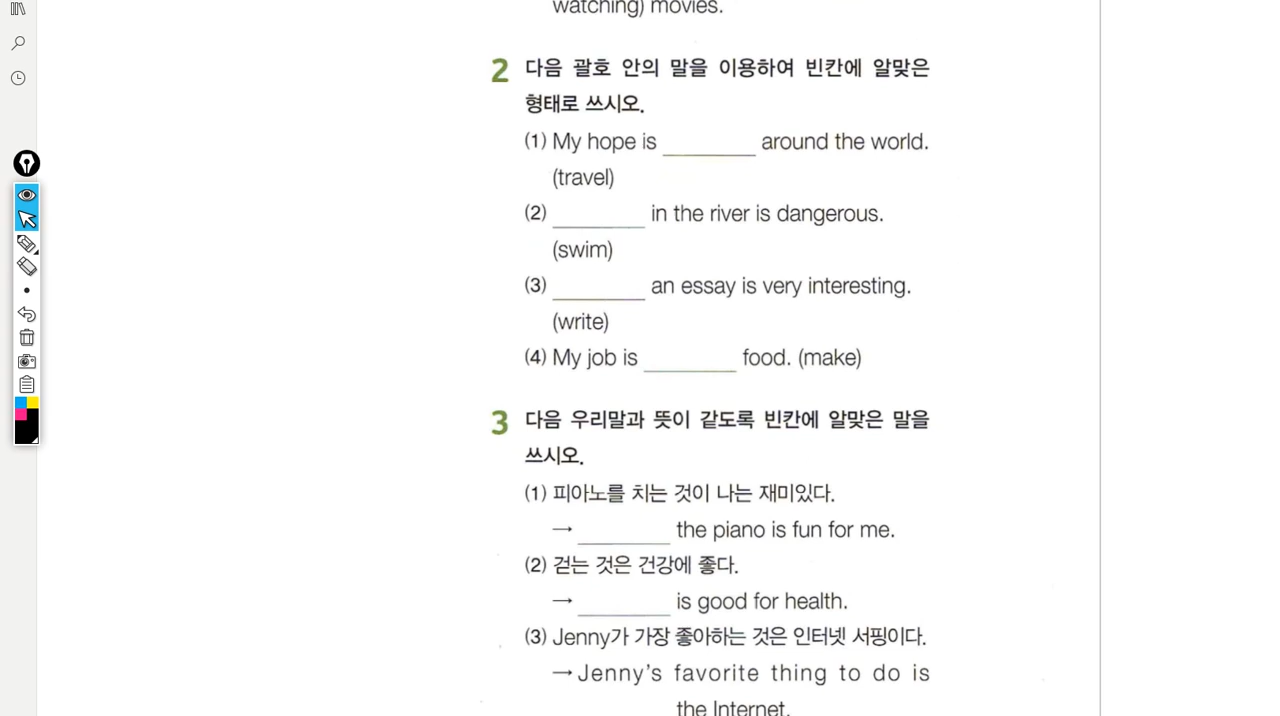 watching) movies.
2 다음 괄호 안의 말을 이용하여 빈칸에 알맞은
형태로 쓰시오.
(1) My hope is ________ around the world.
(travel)
(2) ________ in the river is dangerous.
(swim)
(3) ________ an essay is very interesting.
(write)
(4) My job is ________ food. (make)
3 다음 우리말과 뜻이 같도록 빈칸에 알맞은 말을
쓰시오.
(1) 피아노를 치는 것이 나는 재미있다.
→ ________ the piano is fun for me.
(2) 걷는 것은 건강에 좋다.
→ ________ is good for health.
(3) Jenny가 가장 좋아하는 것은 인터넷 서핑이다.
→ Jenny's favorite thing to do is
the Internet.